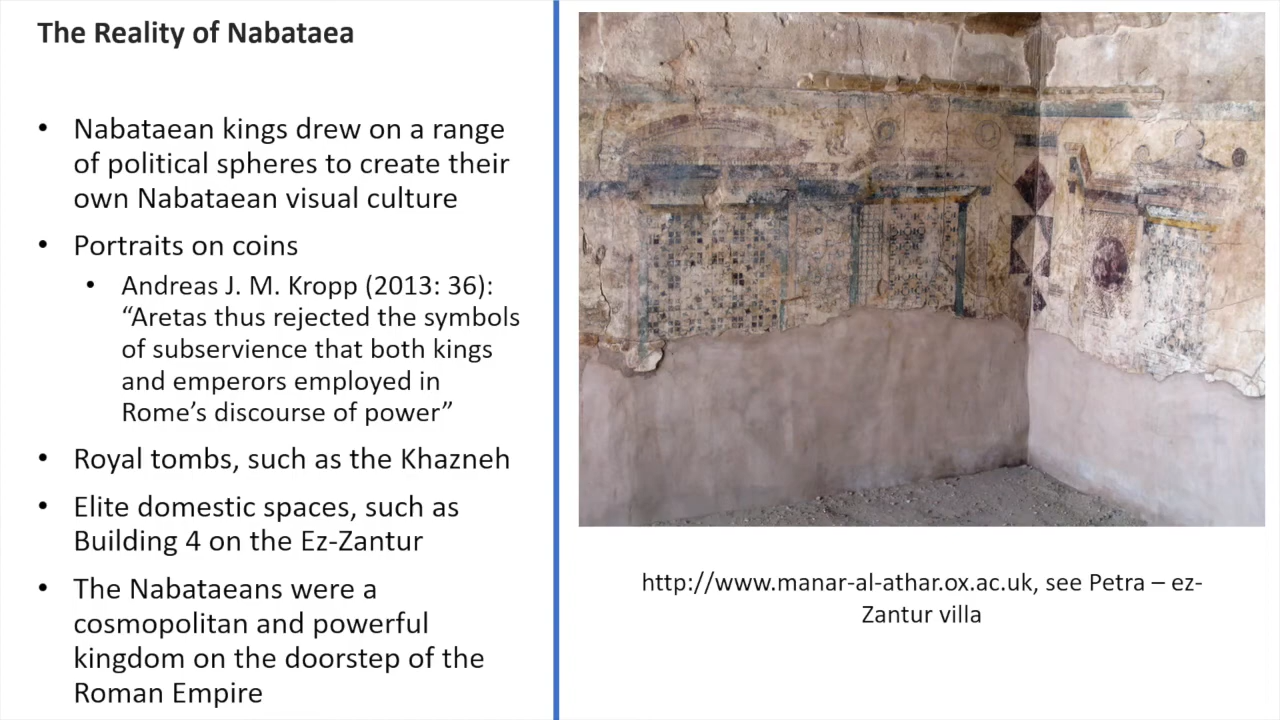 The Reality of Nabataea
• Nabataean kings drew on a range
of political spheres to create their
own Nabataean visual culture
• Portraits on coins
• Andreas J. M. Kropp (2013: 36):
“Aretas thus rejected the symbols
of subservience that both kings
and emperors employed in
Rome’s discourse of power”
• Royal tombs, such as the Khazneh
• Elite domestic spaces, such as
Building 4 on the Ez-Zantur
• The Nabataeans were a
cosmopolitan and powerful
kingdom on the doorstep of the
Roman Empire
http://www.manar-al-athar.ox.ac.uk, see Petra – ez-
Zantur villa